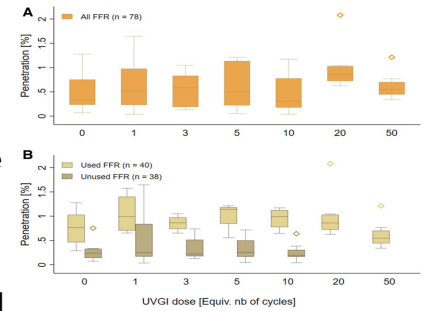 A
All FFR (n = 78)
Penetration [%]
2
1.5
1
.5
0
0 1 3 5 10 20 50
e
B
Used FFR (n = 40)
Unused FFR (n = 38)
Penetration [%]
2
1.5
1
.5
0
0 1 3 5 10 20 50
UVGI dose [Equiv. nb of cycles]